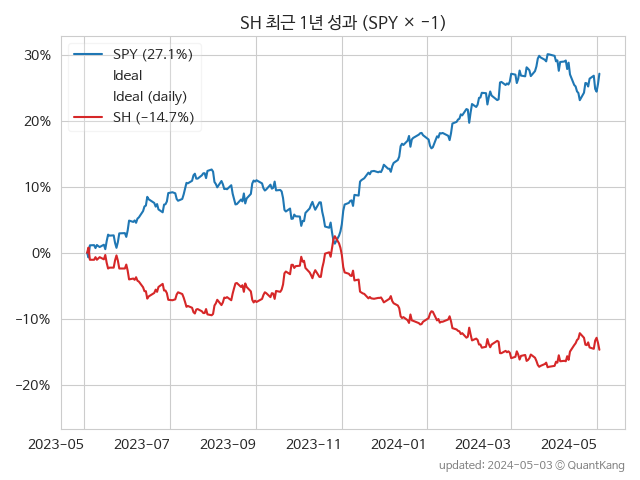 SH 최근 1년 성과 (SPY × −1)
SPY (27.1%)
Ideal
Ideal (daily)
SH (−14.7%)
30%
20%
10%
0%
−10%
−20%
2023-05
2023-07
2023-09
2023-11
2024-01
2024-03
2024-05
updated: 2024-05-03 ⓒ QuantKang